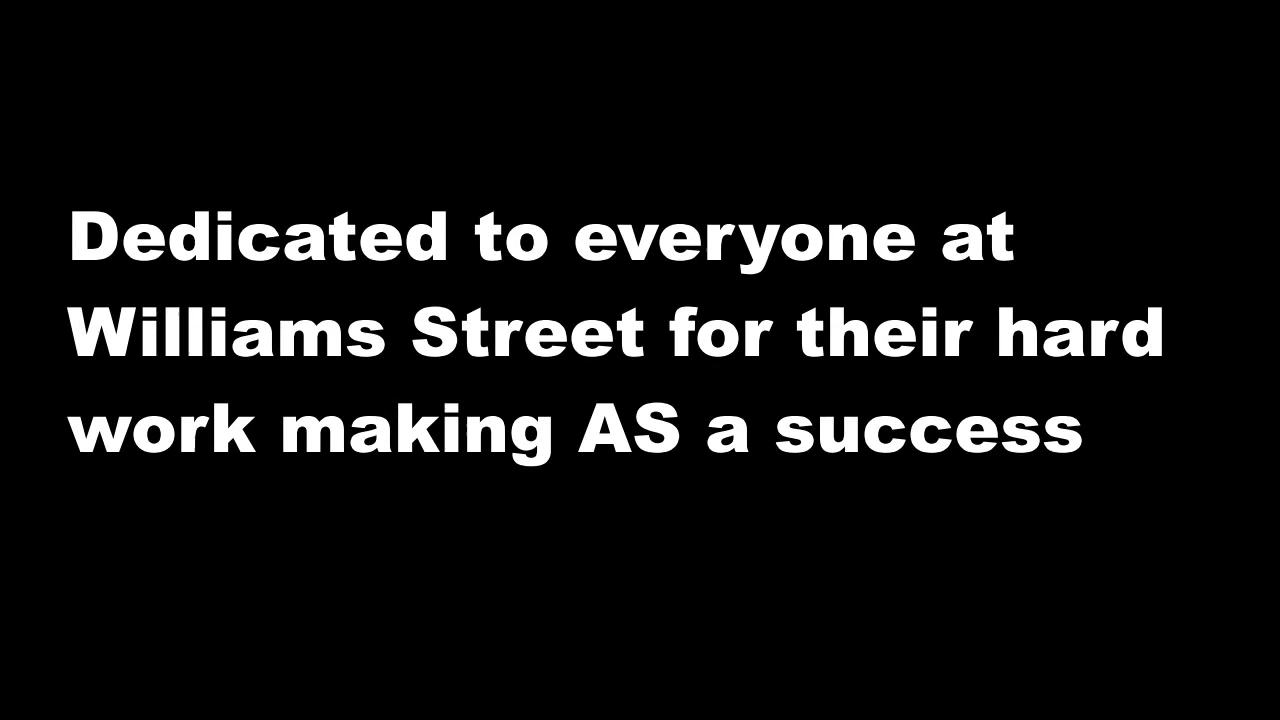 Dedicated to everyone at
Williams Street for their hard
work making AS a success